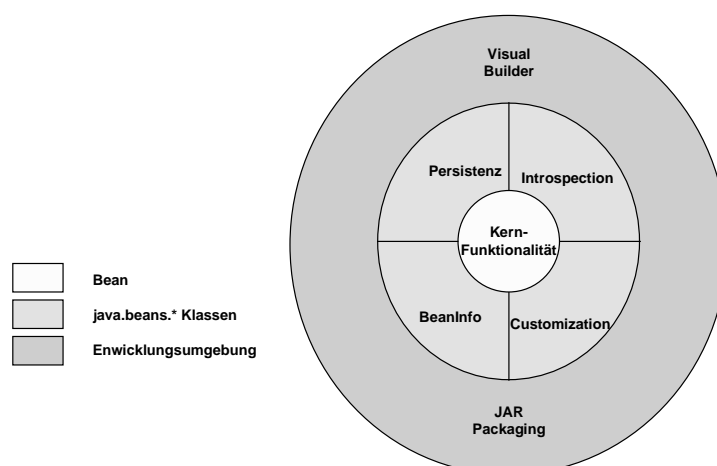 Visual
Builder
Persistenz
Introspection
Kern-
Funktionalität
BeanInfo
Customization
JAR
Packaging
Bean
java.beans.* Klassen
Enwicklungsumgebung